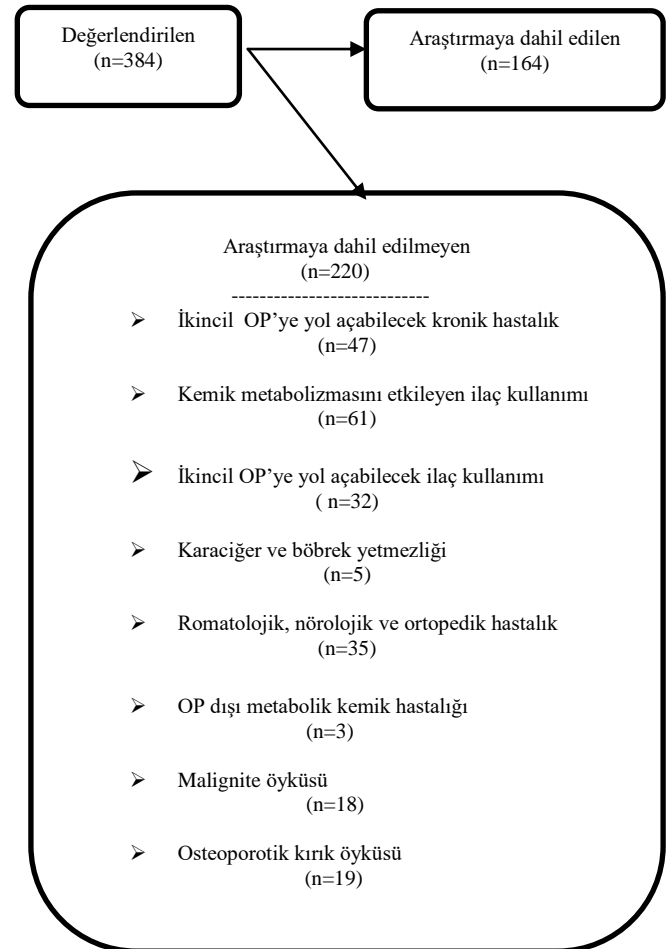 Değerlendirilen
(n=384)
Araştırmaya dahil edilen
(n=164)
Araştırmaya dahil edilmeyen
(n=220)
----------------------------
➢ İkincil  OP’ye yol açabilecek kronik hastalık
(n=47)
➢ Kemik metabolizmasını etkileyen ilaç kullanımı
(n=61)
➢ İkincil OP’ye yol açabilecek ilaç kullanımı
( n=32)
➢ Karaciğer ve böbrek yetmezliği
(n=5)
➢ Romatolojik, nörolojik ve ortopedik hastalık
(n=35)
➢ OP dışı metabolik kemik hastalığı
(n=3)
➢ Malignite öyküsü
(n=18)
➢ Osteoporotik kırık öyküsü
(n=19)